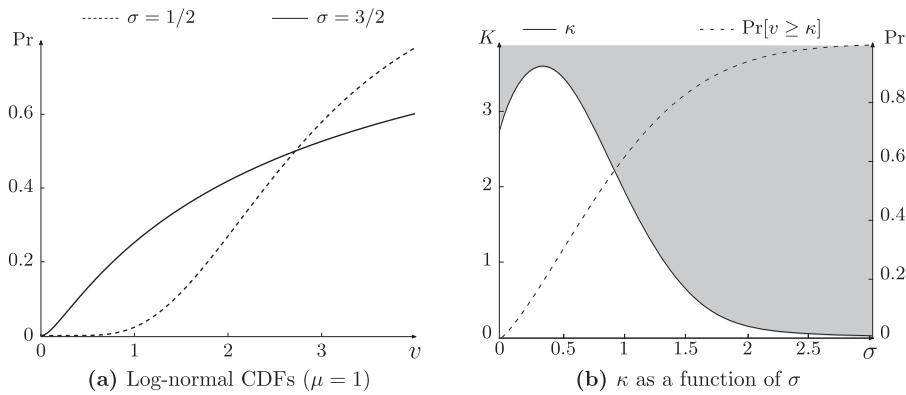 σ = 1/2 σ = 3/2
Pr
0.6
0.4
0.2
0
0 1 2 3 v
(a) Log-normal CDFs (μ = 1)
κ Pr[v ≥ κ]
K Pr
3
2
1
0
0.8
0.6
0.4
0.2
0
0 0.5 1 1.5 2 2.5 σ
(b) κ as a function of σ